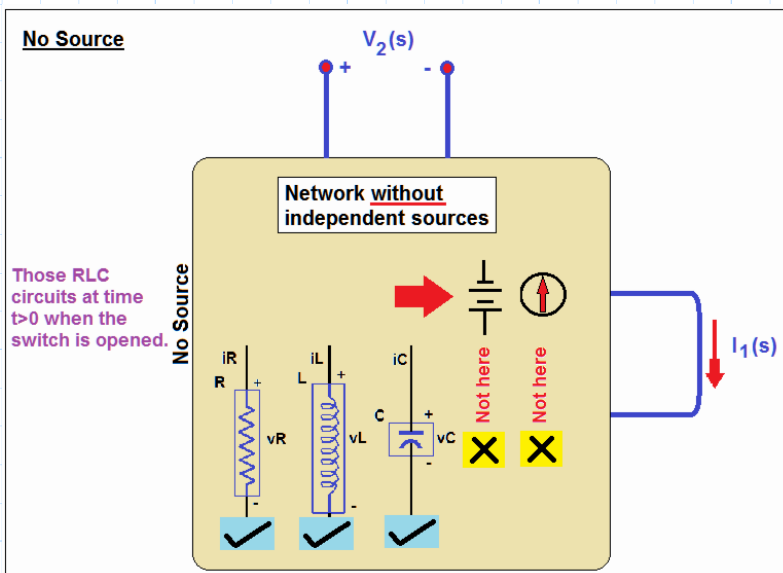 No Source
V2(s)
+ -
Network without
independent sources
Those RLC
circuits at time
t>0 when the
switch is opened.
No Source
I1(s)
iR iL iC
R + L + C +
vR vL vC
- - -
Not here
Not here